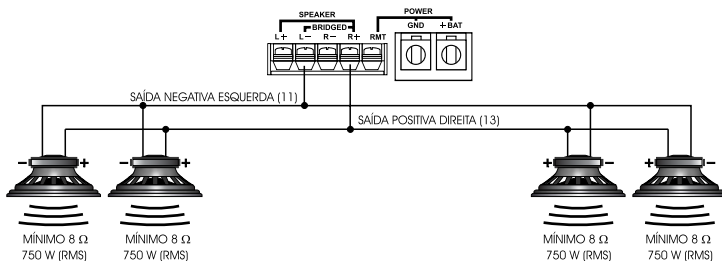 SPEAKER
POWER
BRIDGED
GND
+BAT
L+
L−
R−
R+
RMT
SAÍDA NEGATIVA ESQUERDA (11)
SAÍDA POSITIVA DIREITA (13)
− +
− +
+ −
+ −
MÍNIMO 8 Ω
750 W (RMS)
MÍNIMO 8 Ω
750 W (RMS)
MÍNIMO 8 Ω
750 W (RMS)
MÍNIMO 8 Ω
750 W (RMS)